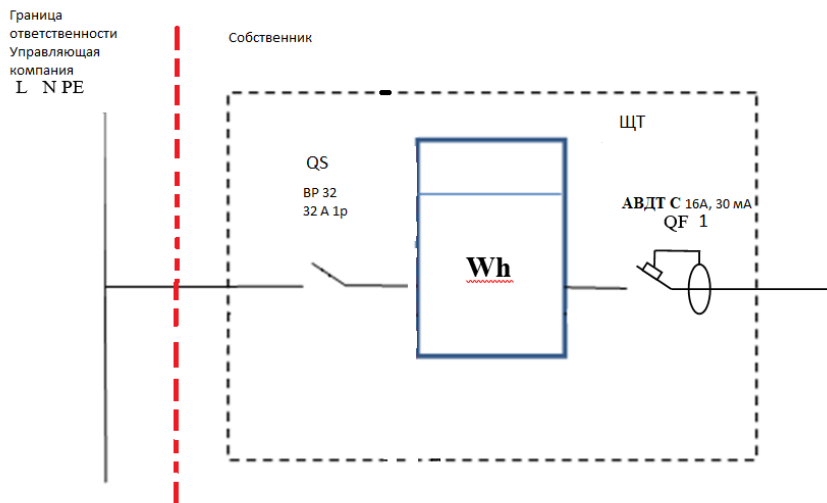 Граница
ответственности
Управляющая
компания
L N PE
Собственник
ЩТ
QS
ВР 32
32 А 1р
Wh
АВДТ С 16А, 30 мА
QF 1